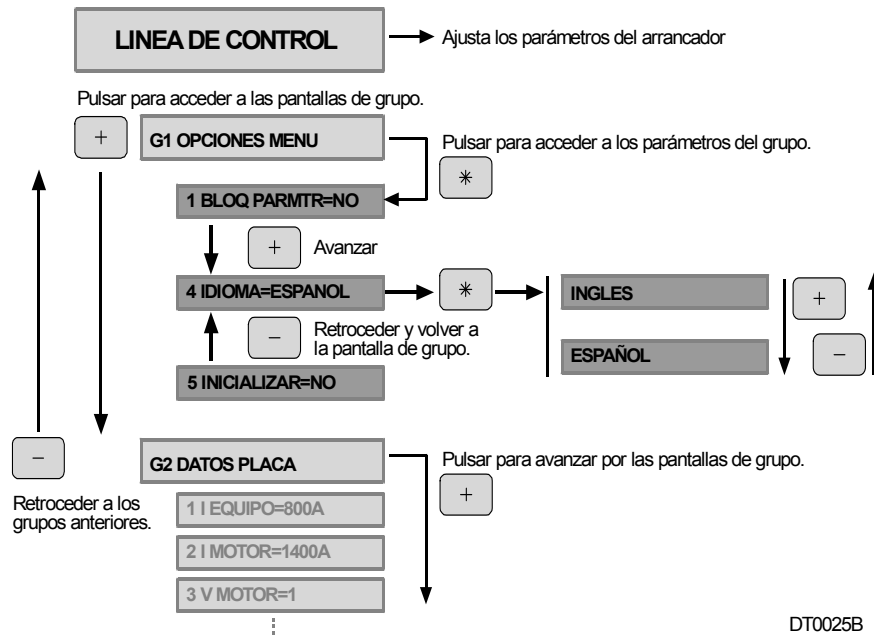 LINEA DE CONTROL
Ajusta los parámetros del arrancador
Pulsar para acceder a las pantallas de grupo.
+
G1 OPCIONES MENU
Pulsar para acceder a los parámetros del grupo.
*
1 BLOQ PARMTR=NO
+
Avanzar
4 IDIOMA=ESPANOL
*
INGLES
+
−
Retroceder y volver a
la pantalla de grupo.
ESPAÑOL
−
5 INICIALIZAR=NO
−
G2 DATOS PLACA
Pulsar para avanzar por las pantallas de grupo.
+
Retroceder a los
grupos anteriores.
1 I EQUIPO=800A
2 I MOTOR=1400A
3 V MOTOR=1
DT0025B